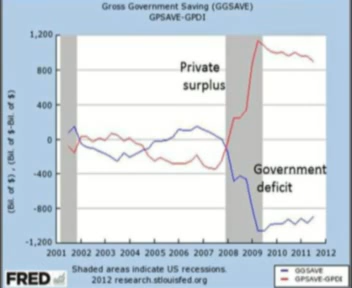 Gross Government Saving (GGSAVE)
GPSAVE-GPDI
1,200
800
400
0
-400
-800
-1,200
(Bil. of $) , (Bil. of $-Bil. of $)
Private
surplus
Government
deficit
2001 2002 2003 2004 2005 2006 2007 2008 2009 2010 2011 2012
FRED
Shaded areas indicate US recessions.
2012 research.stlouisfed.org
GGSAVE
GPSAVE-GPDI